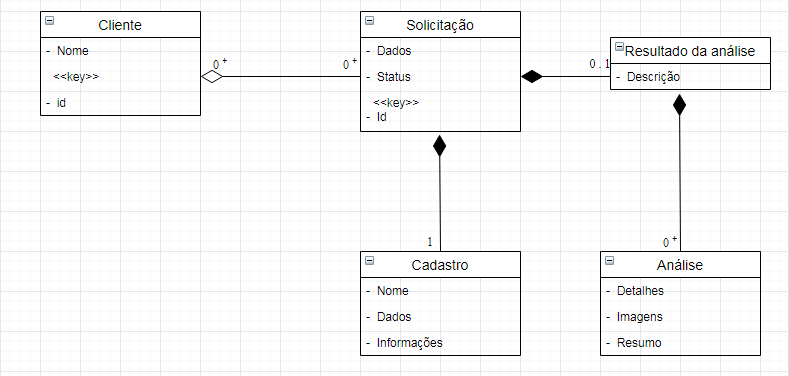 Cliente
- Nome
<<key>>
- id
0 +
0 +
Solicitação
- Dados
- Status
<<key>>
- Id
0 . 1
Resultado da análise
- Descrição
1
0 +
Cadastro
- Nome
- Dados
- Informações
Análise
- Detalhes
- Imagens
- Resumo